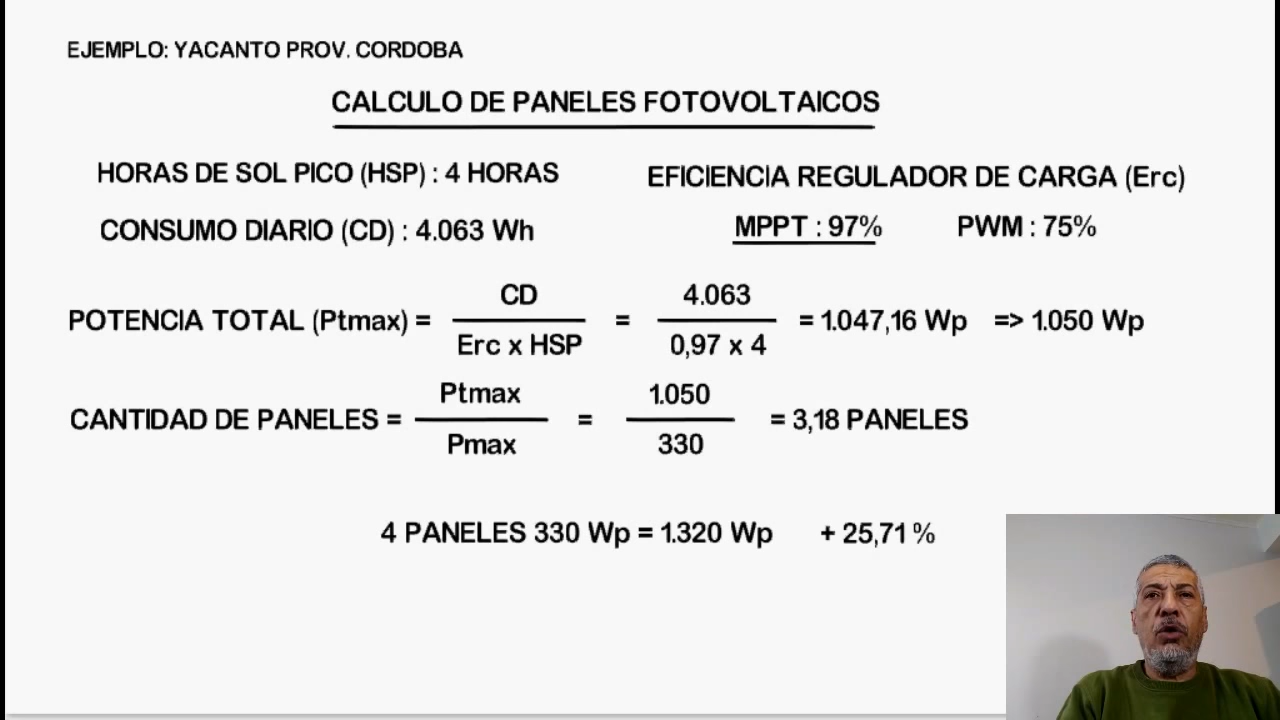 EJEMPLO: YACANTO PROV. CORDOBA
CALCULO DE PANELES FOTOVOLTAICOS
HORAS DE SOL PICO (HSP) : 4 HORAS
EFICIENCIA REGULADOR DE CARGA (Erc)
CONSUMO DIARIO (CD) : 4.063 Wh
MPPT : 97% PWM : 75%
CD 4.063
POTENCIA TOTAL (Ptmax) = = = 1.047,16 Wp => 1.050 Wp
Erc x HSP 0,97 x 4
Ptmax 1.050
CANTIDAD DE PANELES = = = 3,18 PANELES
Pmax 330
4 PANELES 330 Wp = 1.320 Wp + 25,71 %